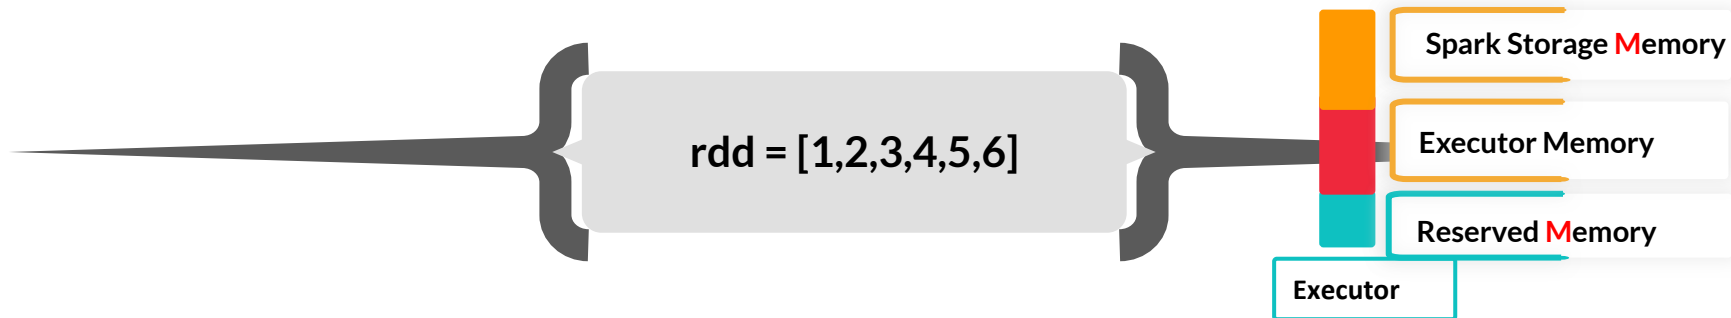 rdd = [1,2,3,4,5,6]
Spark Storage Memory
Executor Memory
Reserved Memory
Executor